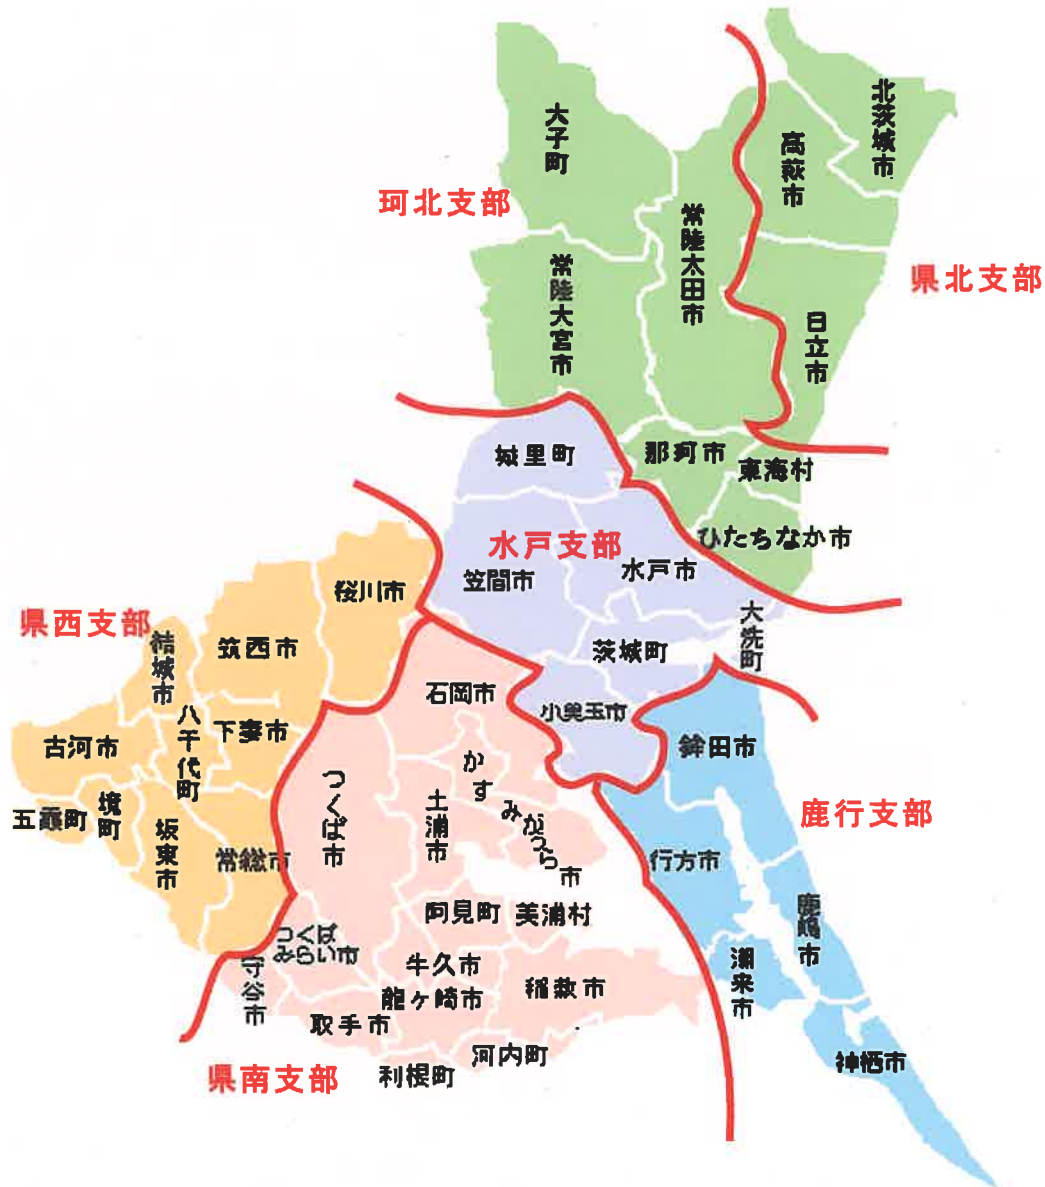 北茨城市
大子町
高萩市
珂北支部
常陸太田市
県北支部
常陸大宮市
日立市
城里町
那珂市
東海村
ひたちなか市
水戸支部
水戸市
笠間市
桜川市
県西支部
大洗町
結城市
筑西市
茨城町
石岡市
小美玉市
八千代町
下妻市
古河市
鉾田市
かすみがうら市
つくば市
土浦市
境町
五霞町
坂東市
鹿行支部
常総市
行方市
阿見町
美浦村
鹿嶋市
つくば
みらい市
牛久市
潮来市
守谷市
龍ヶ崎市
稲敷市
取手市
河内町
神栖市
利根町
県南支部